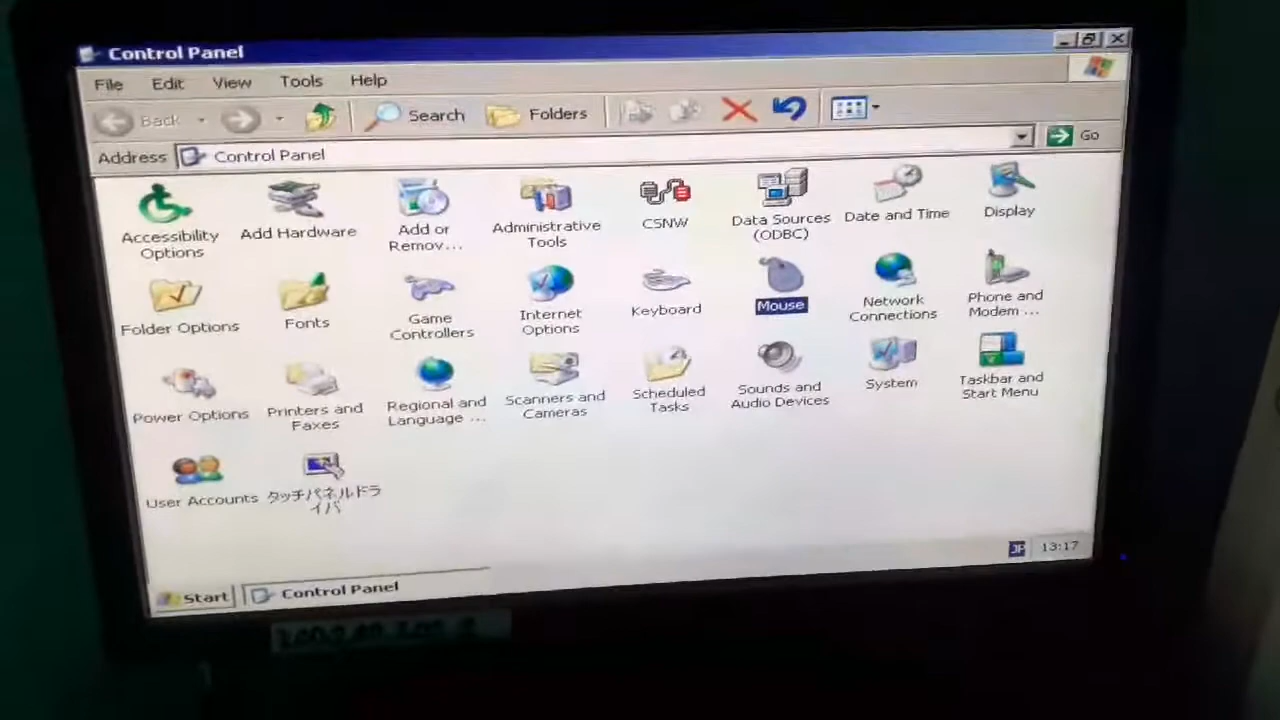 Control Panel
File Edit View Tools Help
Back Search Folders
Address Control Panel Go
Accessibility
Options
Add Hardware
Add or
Remov...
Administrative
Tools
CSNW
Data Sources
(ODBC)
Date and Time
Display
Folder Options
Fonts
Game
Controllers
Internet
Options
Keyboard
Mouse
Network
Connections
Phone and
Modem ...
Power Options
Printers and
Faxes
Regional and
Language ...
Scanners and
Cameras
Scheduled
Tasks
Sounds and
Audio Devices
System
Taskbar and
Start Menu
User Accounts
タッチパネルドラ
イバ
JP 13:17
Start Control Panel